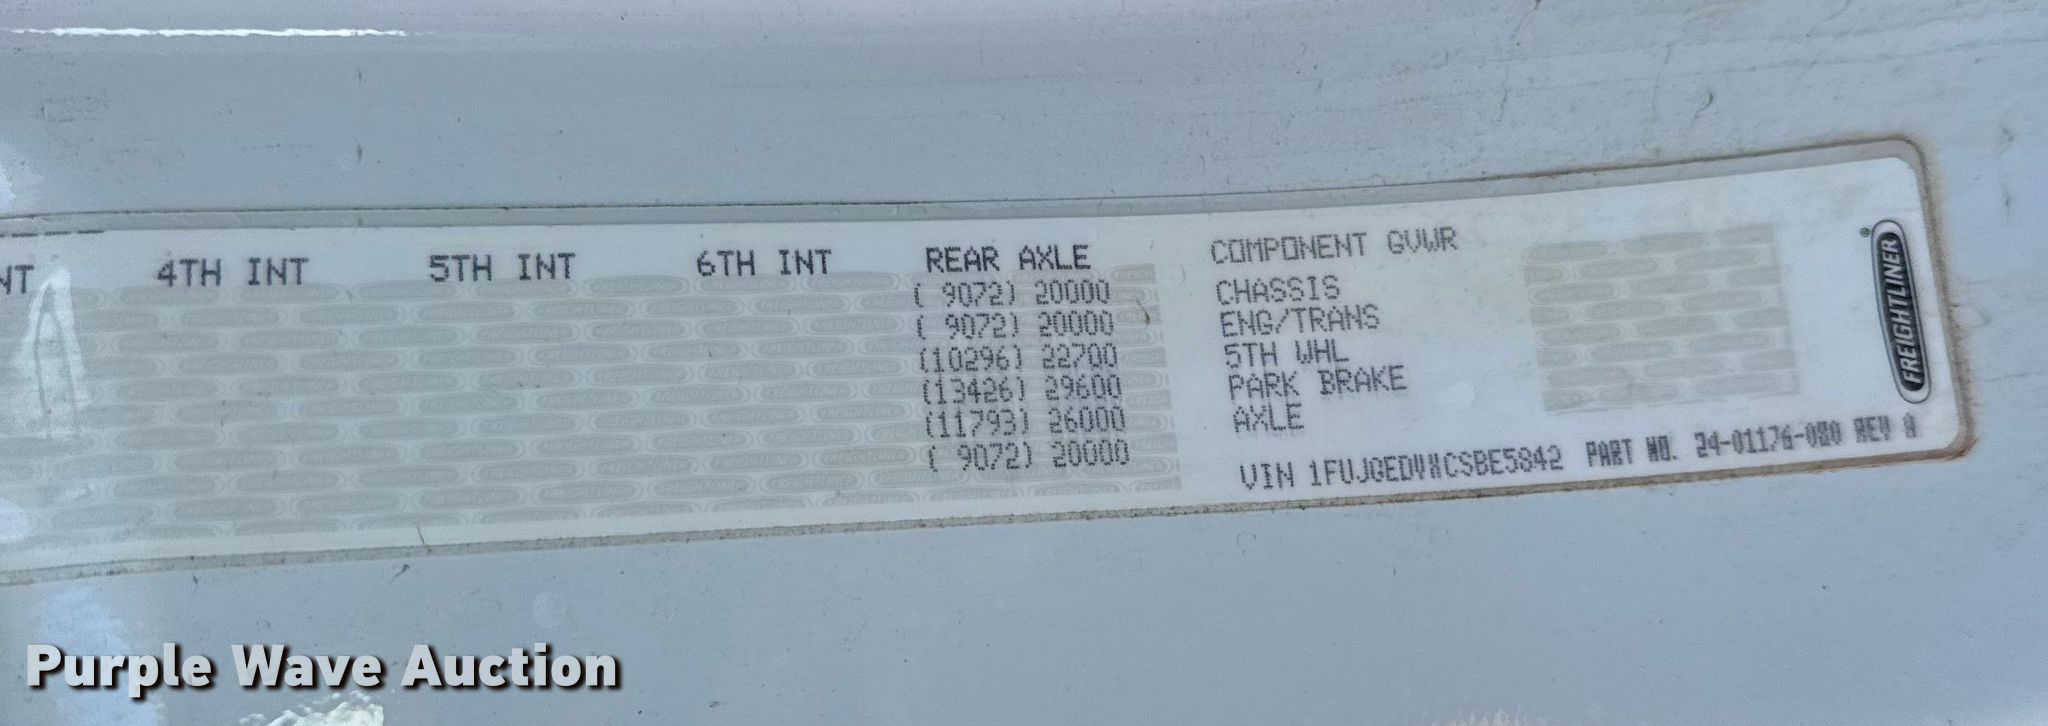 NT 4TH INT 5TH INT 6TH INT REAR AXLE COMPONENT GVWR
( 9072) 20000 CHASSIS
( 9072) 20000 ENG/TRANS
(10296) 22700 5TH WHL
(13426) 29600 PARK BRAKE
(11793) 26000 AXLE
( 9072) 20000
VIN 1FUJGEDVXCSBE5842 PART NO. 24-01176-080 REV
FREIGHTLINER
Purple Wave Auction